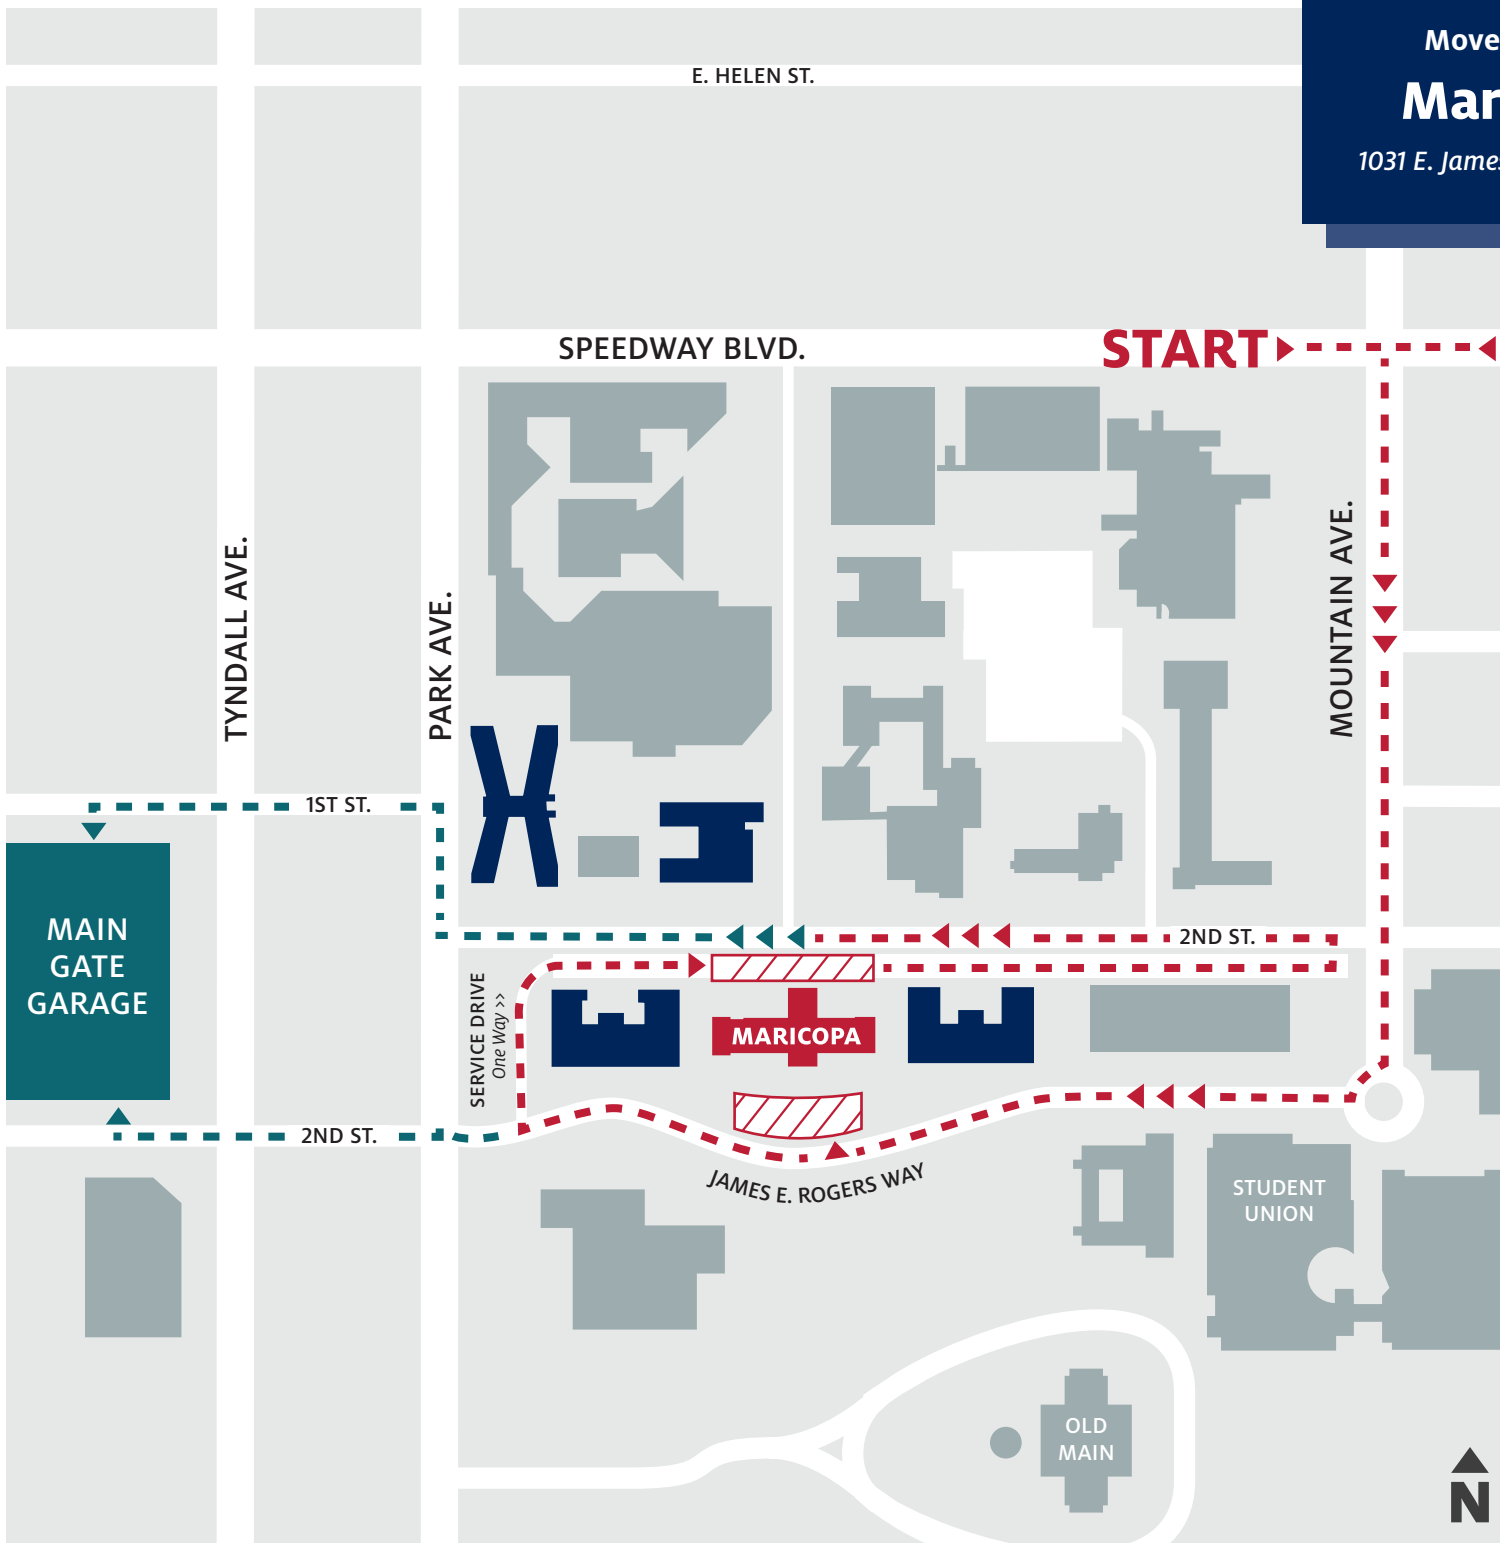 Move
Mar
1031 E. James
E. HELEN ST.
SPEEDWAY BLVD.
START
TYNDALL AVE.
PARK AVE.
MOUNTAIN AVE.
1ST ST.
MAIN
GATE
GARAGE
2ND ST.
SERVICE DRIVE
One Way >>
MARICOPA
2ND ST.
JAMES E. ROGERS WAY
STUDENT
UNION
OLD
MAIN
N